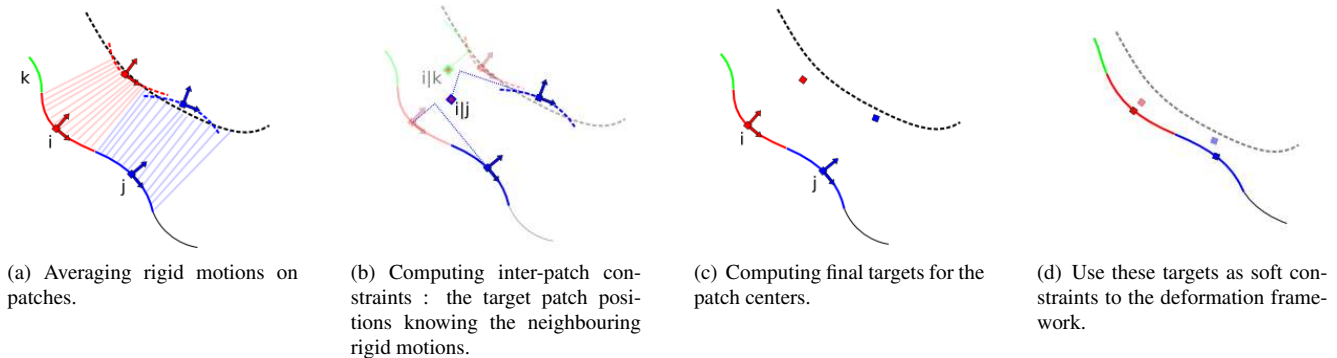 k
i
j
i|k
i|j
i
j
(a) Averaging rigid motions on
patches.
(b) Computing inter-patch con-
straints : the target patch posi-
tions knowing the neighbouring
rigid motions.
(c) Computing final targets for the
patch centers.
(d) Use these targets as soft con-
straints to the deformation frame-
work.